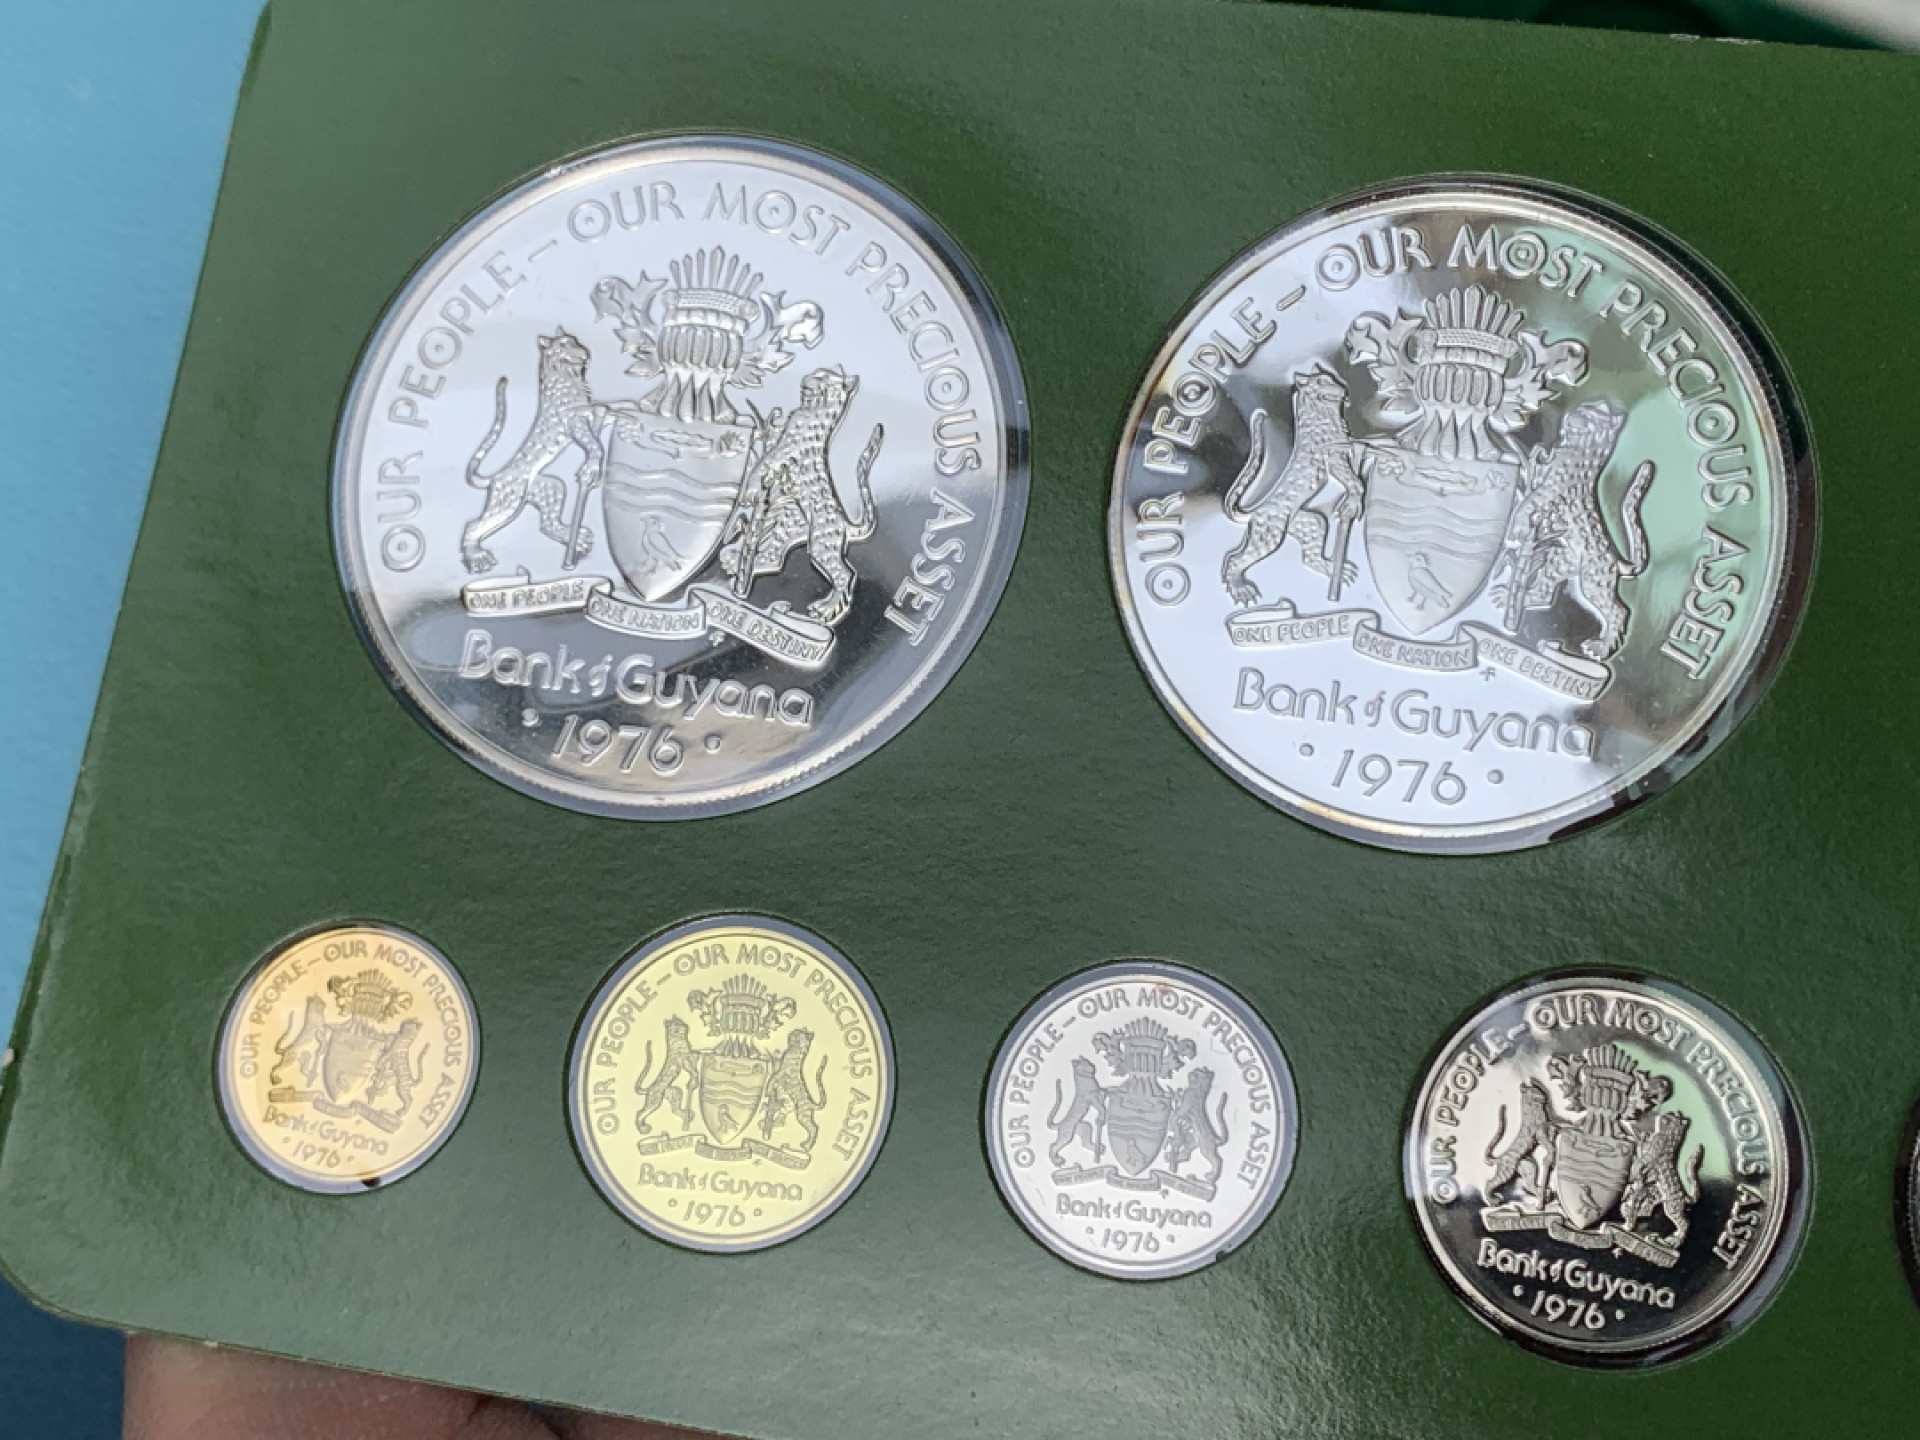 OUR PEOPLE – OUR MOST PRECIOUS ASSET
ONE PEOPLE ONE NATION ONE DESTINY
Bank of Guyana
· 1976 ·
OUR PEOPLE – OUR MOST PRECIOUS ASSET
ONE PEOPLE ONE NATION ONE DESTINY
Bank of Guyana
· 1976 ·
OUR PEOPLE – OUR MOST PRECIOUS ASSET
Bank of Guyana
· 1976 ·
OUR PEOPLE – OUR MOST PRECIOUS ASSET
Bank of Guyana
· 1976 ·
OUR PEOPLE – OUR MOST PRECIOUS ASSET
Bank of Guyana
· 1976 ·
OUR PEOPLE – OUR MOST PRECIOUS ASSET
Bank of Guyana
· 1976 ·